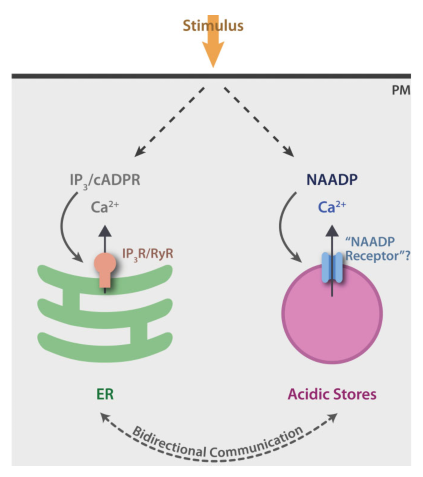 Stimulus
PM
IP₃/cADPR
Ca²⁺
IP₃R/RyR
NAADP
Ca²⁺
“NAADP
Receptor”?
ER
Acidic Stores
Bidirectional Communication